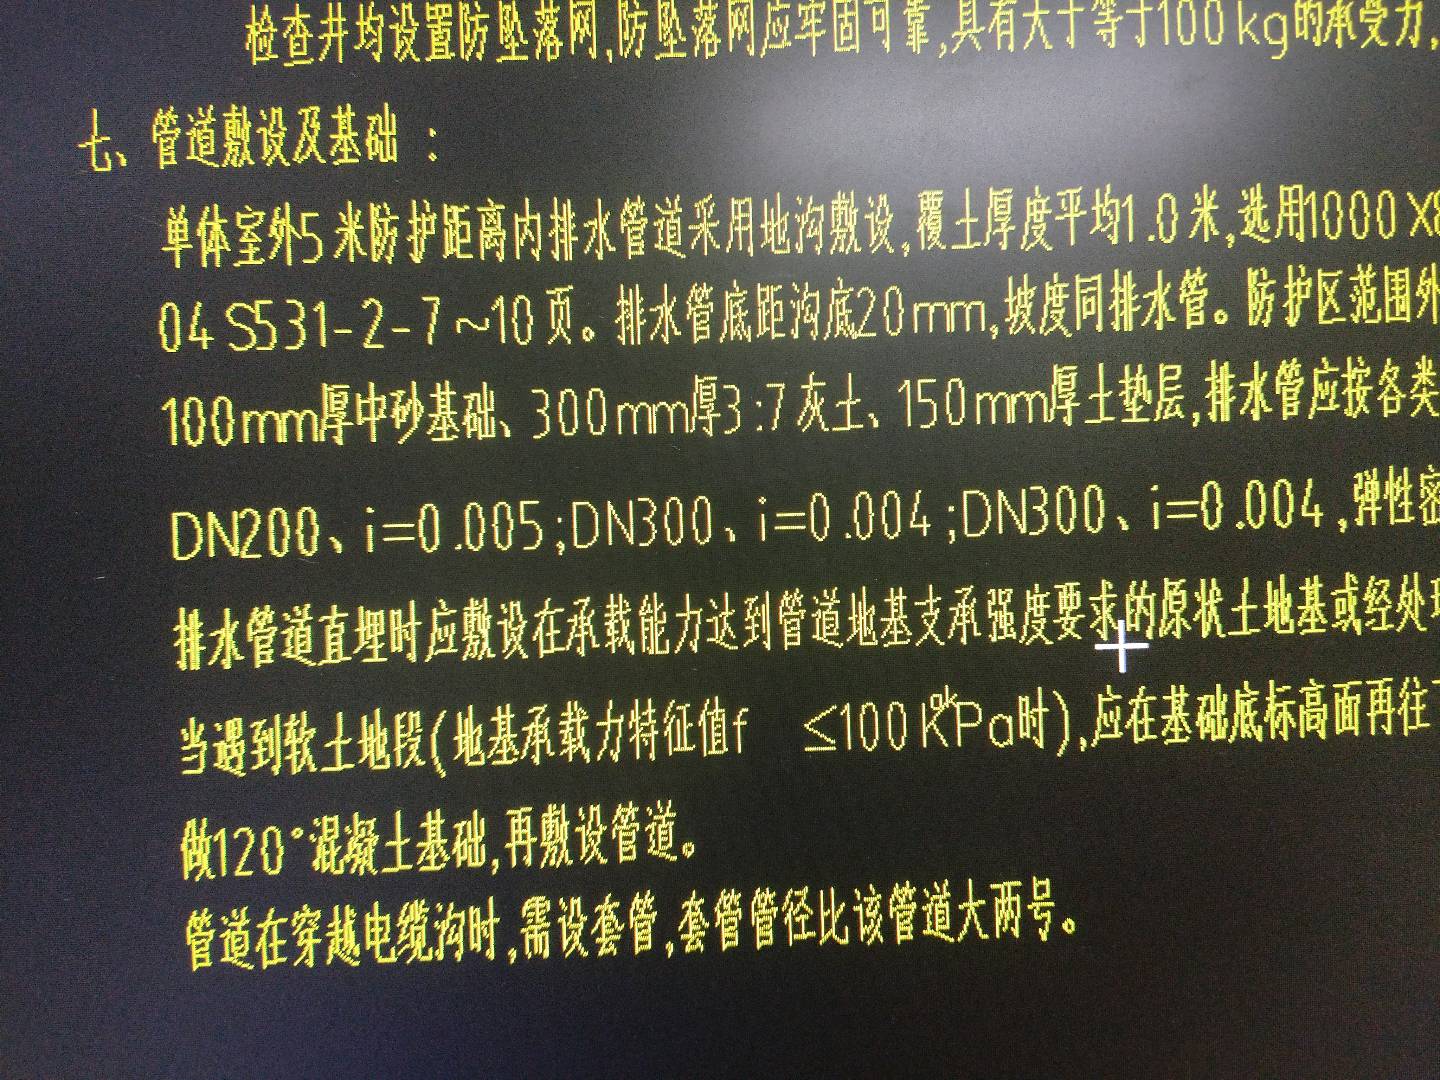 检查井均设置防坠落网,防坠落网应牢固可靠,具有大于等于100kg的承受力,
七、管道敷设及基础 :
单体室外5米防护距离内排水管道采用地沟敷设,覆土厚度平均1.0米,选用1000X
04S531-2-7~10页。排水管底距沟底20mm,坡度同排水管。防护区范围外
100mm厚中砂基础、300mm厚3:7灰土、150mm厚土垫层,排水管应按各类
DN200、i=0.005;DN300、i=0.004;DN300、i=0.004,弹性密
排水管道直埋时应敷设在承载能力达到管道地基支承强度要求的原状土地基或经处
当遇到软土地段(地基承载力特征值f ≤100KPa时),应在基础底标高面再往
做120°混凝土基础,再敷设管道。
管道在穿越电缆沟时,需设套管,套管管径比该管道大两号。